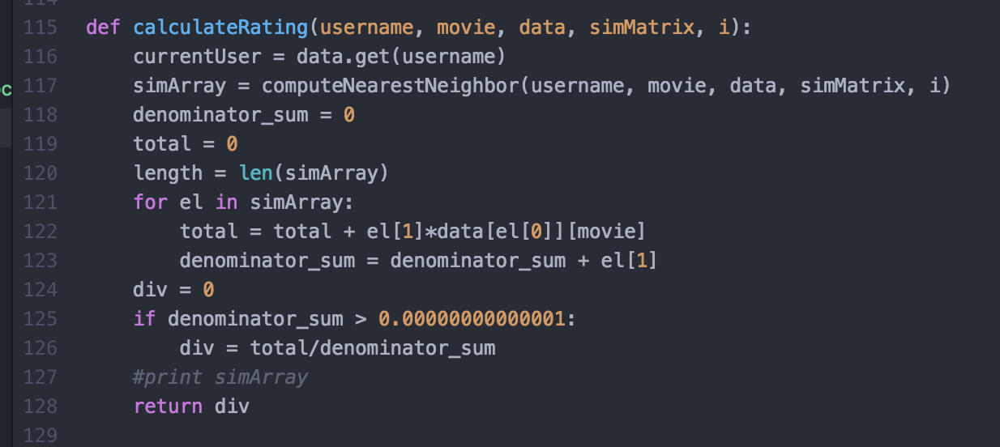 114
115 def calculateRating(username, movie, data, simMatrix, i):
116     currentUser = data.get(username)
oc
117     simArray = computeNearestNeighbor(username, movie, data, simMatrix, i)
118     denominator_sum = 0
119     total = 0
120     length = len(simArray)
121     for el in simArray:
122         total = total + el[1]*data[el[0]][movie]
123         denominator_sum = denominator_sum + el[1]
124     div = 0
125     if denominator_sum > 0.00000000000001:
126         div = total/denominator_sum
127     #print simArray
128     return div
129